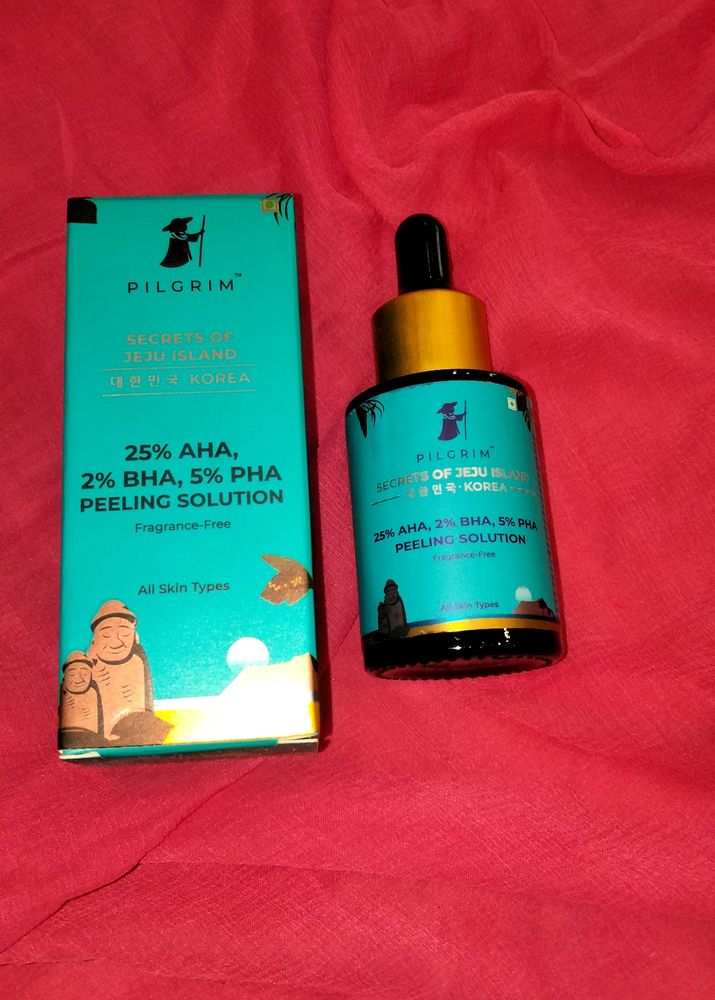 PILGRIM™
SECRETS OF
JEJU ISLAND
대한민국·KOREA
25% AHA,
2% BHA, 5% PHA
PEELING SOLUTION
Fragrance-Free
All Skin Types
PILGRIM
SECRETS OF JEJU ISLAND
대한민국·KOREA
25% AHA, 2% BHA, 5% PHA
PEELING SOLUTION
Fragrance-Free
All Skin Types